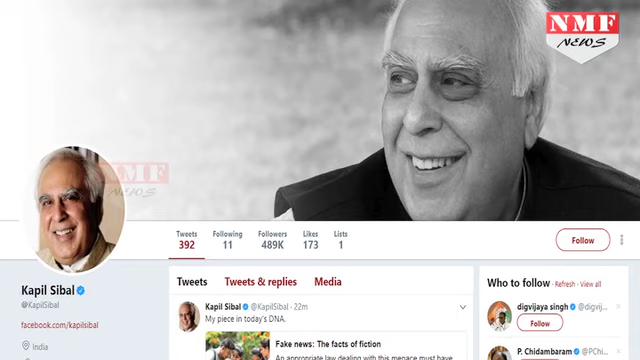 NMF
NEWS
NMF
NEWS
Tweets Following Followers Likes Lists
392 11 489K 173 1
Follow
Kapil Sibal
@KapilSibal
facebook.com/kapilsibal
India
Tweets Tweets & replies Media
Kapil Sibal @KapilSibal · 22m
My piece in today's DNA.
Fake news: The facts of fiction
An appropriate law dealing with this menace must have
Who to follow · Refresh · View all
digvijaya singh @digvij...
Follow
P. Chidambaram @PChi...